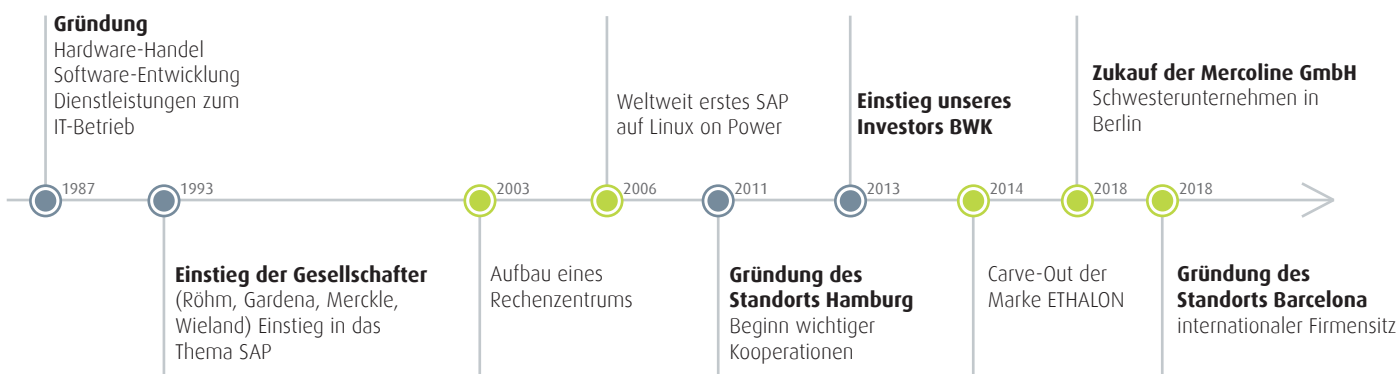 Gründung
Hardware-Handel
Software-Entwicklung
Dienstleistungen zum
IT-Betrieb
1987
1993
Einstieg der Gesellschafter
(Röhm, Gardena, Merckle,
Wieland) Einstieg in das
Thema SAP
2003
Aufbau eines
Rechenzentrums
Weltweit erstes SAP
auf Linux on Power
2006
2011
Gründung des
Standorts Hamburg
Beginn wichtiger
Kooperationen
Einstieg unseres
Investors BWK
2013
2014
Carve-Out der
Marke ETHALON
Zukauf der Mercoline GmbH
Schwesterunternehmen in
Berlin
2018
2018
Gründung des
Standorts Barcelona
internationaler Firmensitz